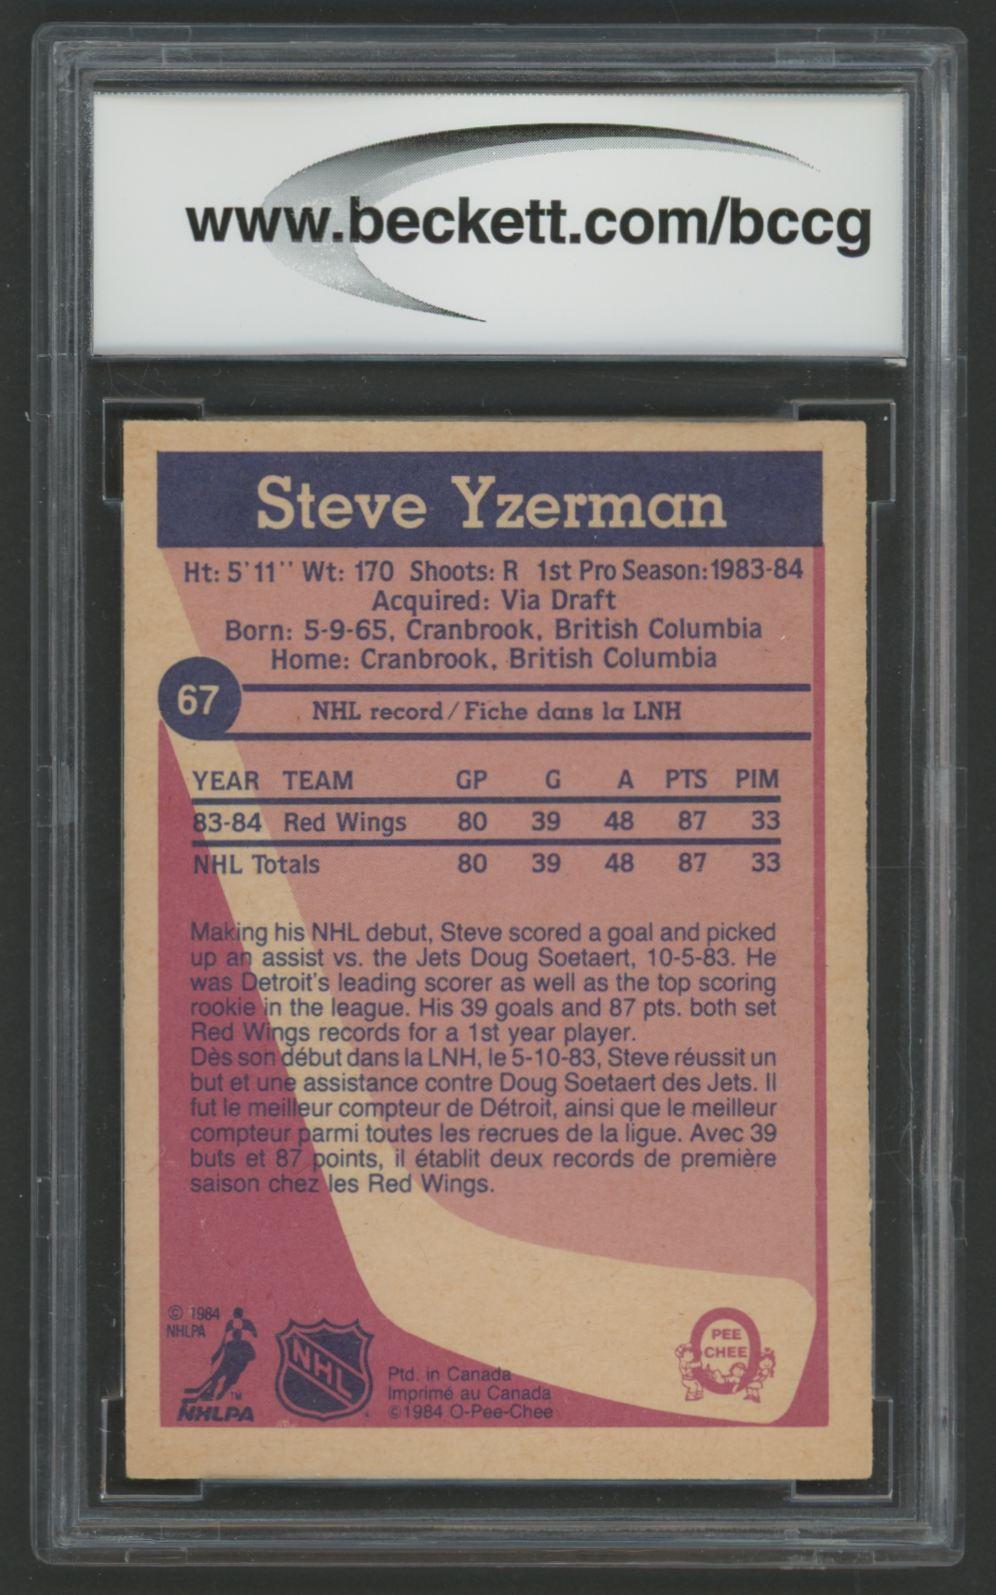 www.beckett.com/bccg
Steve Yzerman
Ht: 5'11'' Wt: 170 Shoots: R 1st Pro Season: 1983-84
Acquired: Via Draft
Born: 5-9-65, Cranbrook, British Columbia
Home: Cranbrook, British Columbia
67
NHL record/Fiche dans la LNH
YEAR TEAM GP G A PTS PIM
83-84 Red Wings 80 39 48 87 33
NHL Totals 80 39 48 87 33
Making his NHL debut, Steve scored a goal and picked
up an assist vs. the Jets Doug Soetaert, 10-5-83. He
was Detroit's leading scorer as well as the top scoring
rookie in the league. His 39 goals and 87 pts. both set
Red Wings records for a 1st year player.
Dès son début dans la LNH, le 5-10-83, Steve réussit un
but et une assistance contre Doug Soetaert des Jets. Il
fut le meilleur compteur de Détroit, ainsi que le meilleur
compteur parmi toutes les recrues de la ligue. Avec 39
buts et 87 points, il établit deux records de première
saison chez les Red Wings.
© 1984
NHLPA
TM
NHLPA
NHL
Ptd. in Canada
Imprimé au Canada
©1984 O-Pee-Chee
O
PEE
CHEE